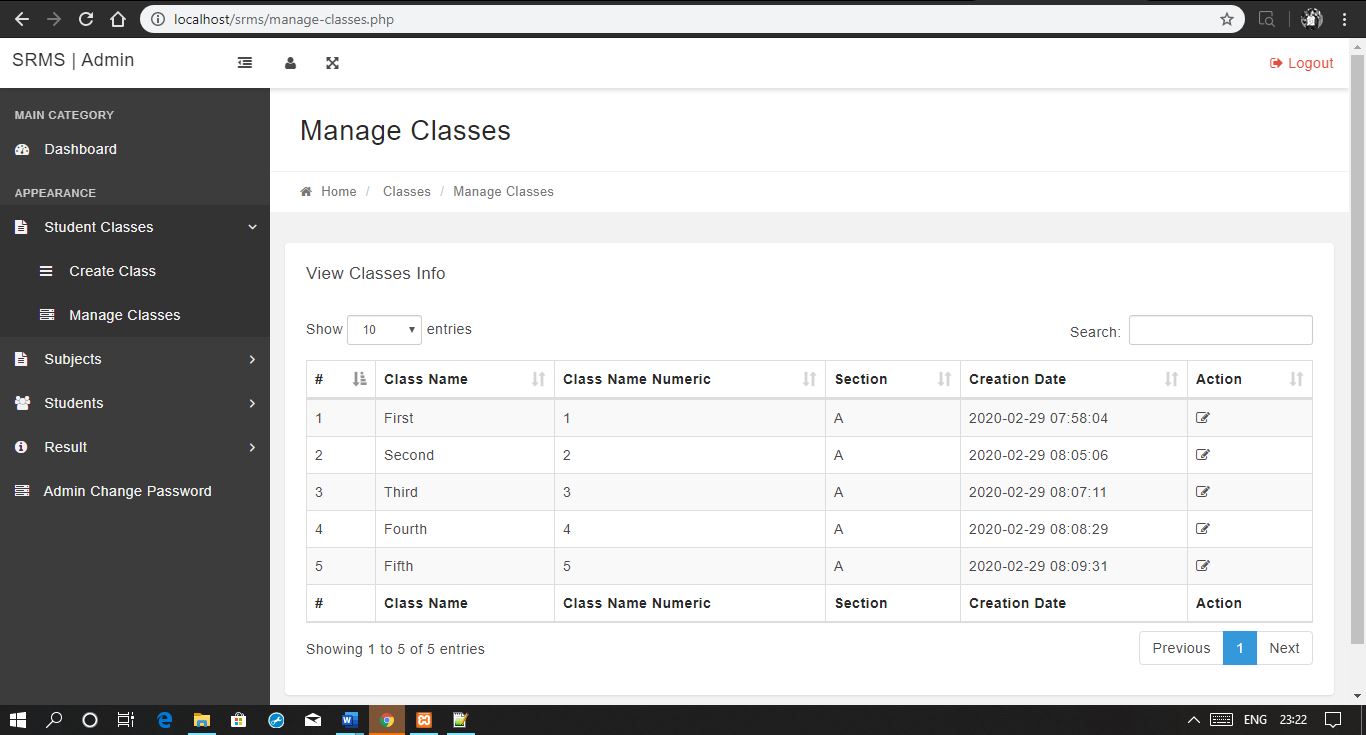 localhost/srms/manage-classes.php
SRMS | Admin
Logout
MAIN CATEGORY
Dashboard
APPEARANCE
Student Classes
Create Class
Manage Classes
Subjects
Students
Result
Admin Change Password
Manage Classes
Home / Classes / Manage Classes
View Classes Info
Show 10 entries
Search:
# Class Name Class Name Numeric Section Creation Date Action
1 First 1 A 2020-02-29 07:58:04
2 Second 2 A 2020-02-29 08:05:06
3 Third 3 A 2020-02-29 08:07:11
4 Fourth 4 A 2020-02-29 08:08:29
5 Fifth 5 A 2020-02-29 08:09:31
# Class Name Class Name Numeric Section Creation Date Action
Showing 1 to 5 of 5 entries
Previous 1 Next
ENG 23:22